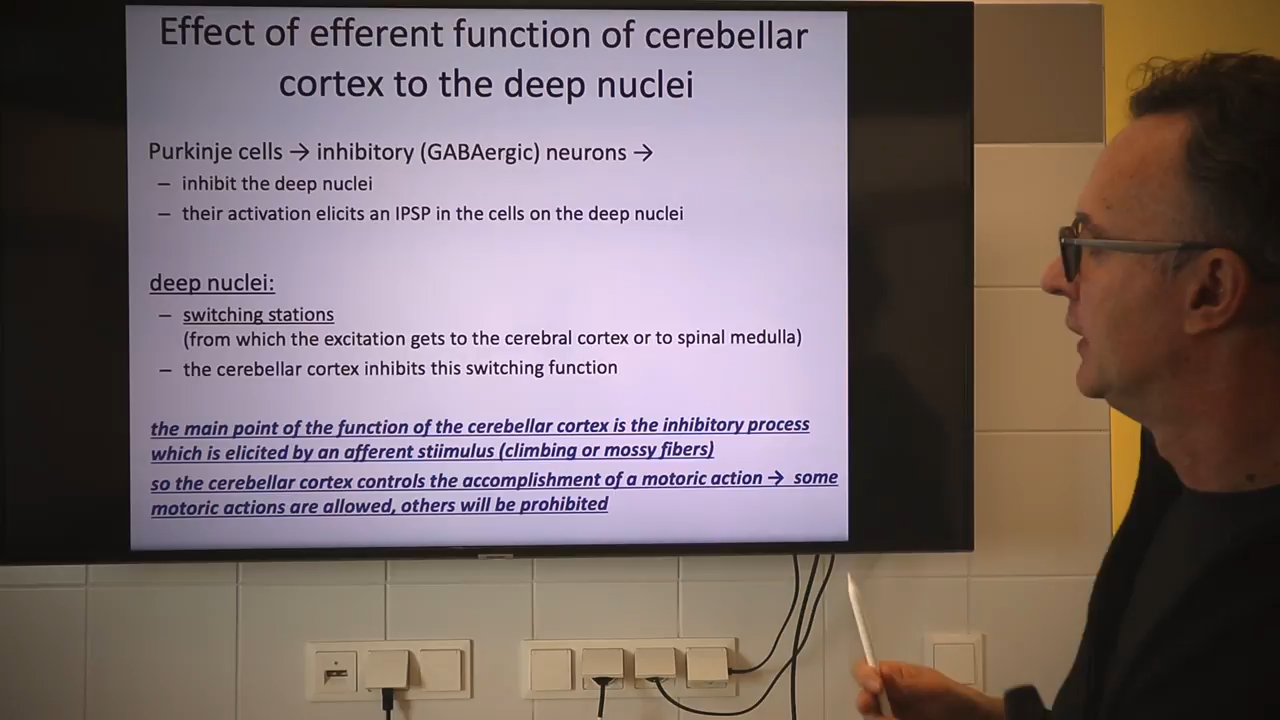 Effect of efferent function of cerebellar
cortex to the deep nuclei
Purkinje cells → inhibitory (GABAergic) neurons →
– inhibit the deep nuclei
– their activation elicits an IPSP in the cells on the deep nuclei
deep nuclei:
– switching stations
(from which the excitation gets to the cerebral cortex or to spinal medulla)
– the cerebellar cortex inhibits this switching function
the main point of the function of the cerebellar cortex is the inhibitory process
which is elicited by an afferent stiimulus (climbing or mossy fibers)
so the cerebellar cortex controls the accomplishment of a motoric action → some
motoric actions are allowed, others will be prohibited